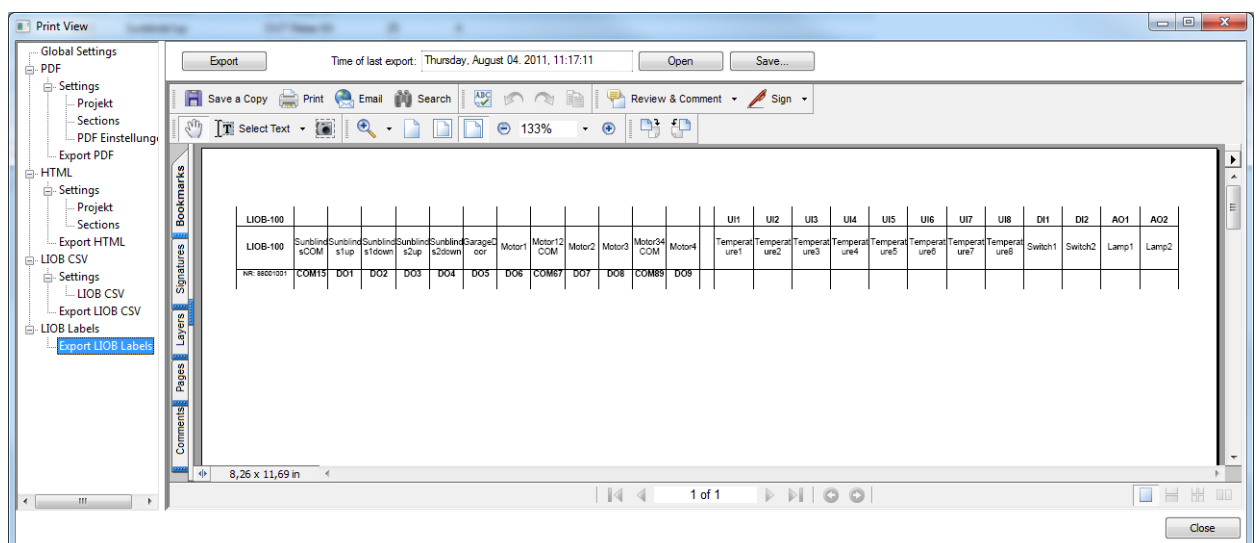 Print View
Global Settings
PDF
Settings
Projekt
Sections
PDF Einstellunge
Export PDF
HTML
Settings
Projekt
Sections
Export HTML
LIOB CSV
Settings
LIOB CSV
Export LIOB CSV
LIOB Labels
Export LIOB Labels
Export Time of last export: Thursday, August 04. 2011, 11:17:11 Open Save...
Save a Copy Print Email Search ABC Review & Comment Sign
Select Text 133%
Bookmarks
Signatures
Layers
Pages
Comments
LIOB-100 UI1 UI2 UI3 UI4 UI5 UI6 UI7 UI8 DI1 DI2 AO1 AO2
LIOB-100 SunblindsCOM Sunblinds1up Sunblinds1down Sunblinds2up Sunblinds2down GarageDoor Motor1 Motor12COM Motor2 Motor3 Motor34COM Motor4 Temperature1 Temperature2 Temperature3 Temperature4 Temperature5 Temperature6 Temperature7 Temperature8 Switch1 Switch2 Lamp1 Lamp2
NR: 88001001 COM15 DO1 DO2 DO3 DO4 DO5 DO6 COM67 DO7 DO8 COM89 DO9
8,26 x 11,69 in
1 of 1
Close